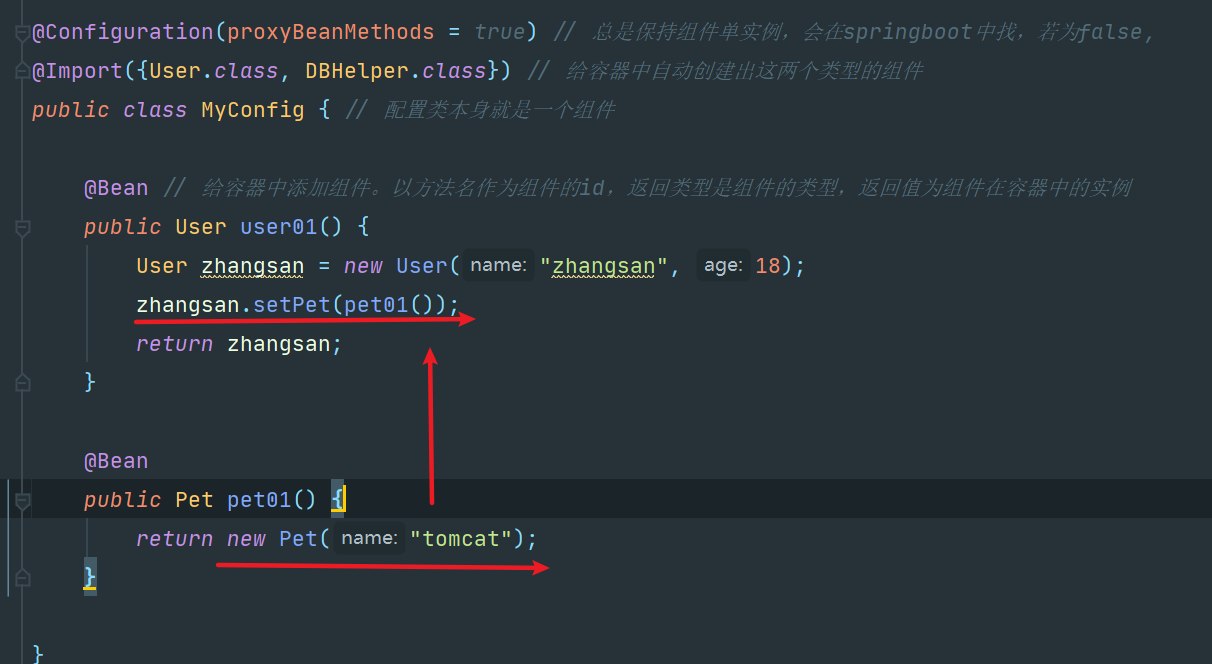 @Configuration(proxyBeanMethods = true) // 总是保持组件单实例，会在springboot中找，若为false,
@Import({User.class, DBHelper.class}) // 给容器中自动创建出这两个类型的组件
public class MyConfig { // 配置类本身就是一个组件
@Bean // 给容器中添加组件。以方法名作为组件的id，返回类型是组件的类型，返回值为组件在容器中的实例
public User user01() {
User zhangsan = new User( name: "zhangsan", age: 18);
zhangsan.setPet(pet01());
return zhangsan;
}
@Bean
public Pet pet01() {
return new Pet( name: "tomcat");
}
}